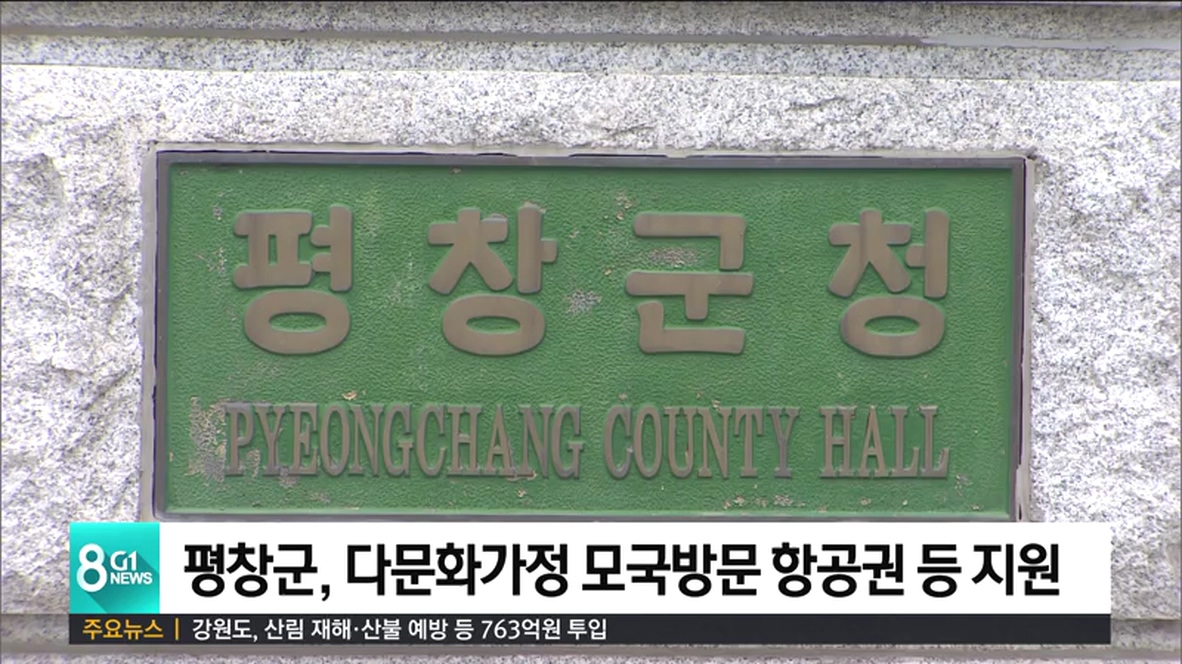 평창군청
PYEONGCHANG COUNTY HALL
8 G1 NEWS
평창군, 다문화가정 모국방문 항공권 등 지원
주요뉴스 | 강원도, 산림 재해·산불 예방 등 763억원 투입